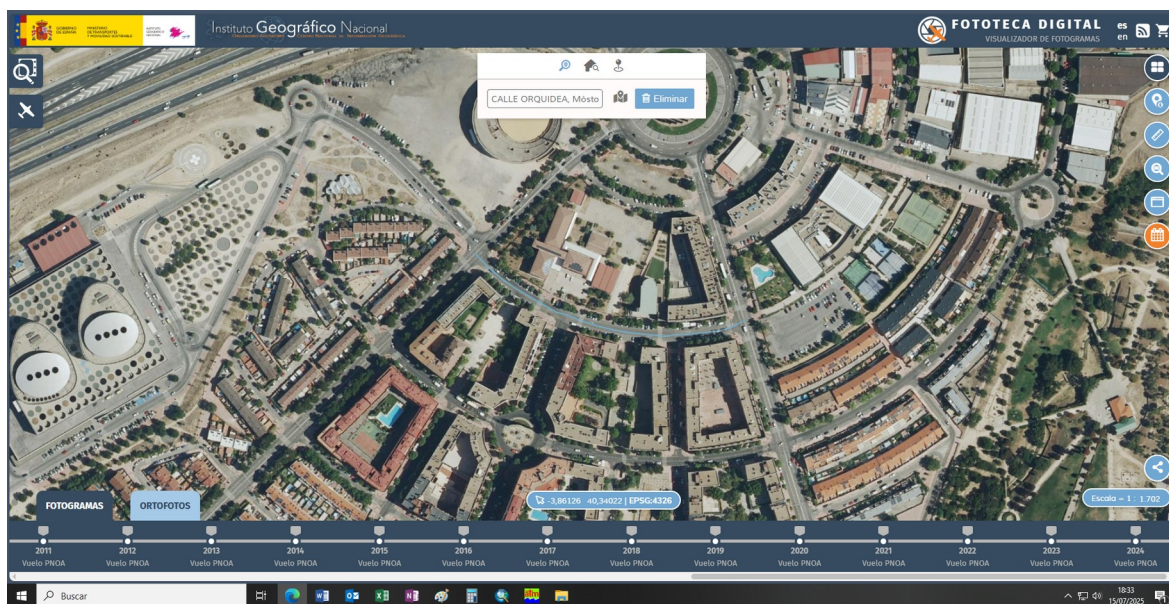 GOBIERNO DE ESPAÑA
MINISTERIO DE TRANSPORTES Y MOVILIDAD SOSTENIBLE
Instituto Geográfico Nacional
FOTOTECA DIGITAL
VISUALIZADOR DE FOTOGRAMAS
es
en
CALLE ORQUIDEA, Mósto
Eliminar
-3,86126 40,34022 | EPSG:4326
Escala = 1 : 1.702
FOTOGRAMAS
ORTOFOTOS
2011 2012 2013 2014 2015 2016 2017 2018 2019 2020 2021 2022 2023 2024
Vuelo PNOA Vuelo PNOA Vuelo PNOA Vuelo PNOA Vuelo PNOA Vuelo PNOA Vuelo PNOA Vuelo PNOA Vuelo PNOA Vuelo PNOA Vuelo PNOA Vuelo PNOA Vuelo PNOA Vuelo PNOA
Buscar
18:33
15/07/2025